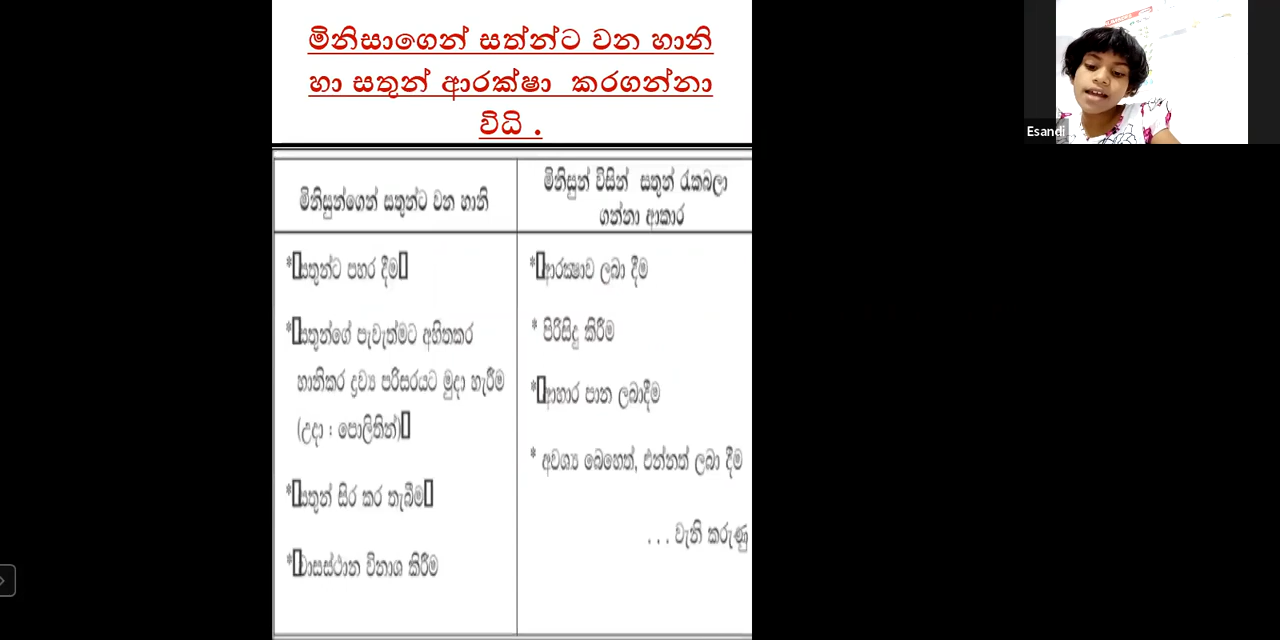 මිනිසාගෙන් සත්න්ට වන හානි
හා සතුන් ආරක්ෂා කරගන්නා
විධි .
මිනිසුන්ගෙන් සතුන්ට වන හානි
මිනිසුන් විසින් සතුන් රැකබලා
ගන්නා ආකාර
* සතුන්ට පහර දීම
* සතුන්ගේ පැවැත්මට අහිතකර
හානිකර ද්‍රව්‍ය පරිසරයට මුදා හැරීම
(උදා : පොලිතින්)
* සතුන් සිර කර තැබීම
* වාසස්ථාන විනාශ කිරීම
* ආරක්‍ෂාව ලබා දීම
* පිරිසිදු කිරීම
* ආහාර පාන ලබාදීම
* අවශ්‍ය බෙහෙත්, එන්නත් ලබා දීම
. . . වැනි කරුණු
Esandi